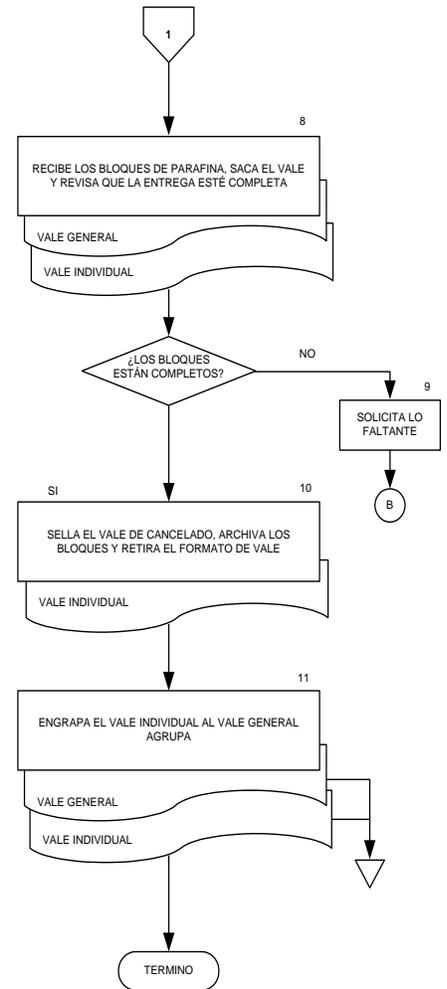 1
8
RECIBE LOS BLOQUES DE PARAFINA, SACA EL VALE
Y REVISA QUE LA ENTREGA ESTÉ COMPLETA
VALE GENERAL
VALE INDIVIDUAL
¿LOS BLOQUES
ESTÁN COMPLETOS?
NO
9
SOLICITA LO
FALTANTE
B
SI
10
SELLA EL VALE DE CANCELADO, ARCHIVA LOS
BLOQUES Y RETIRA EL FORMATO DE VALE
VALE INDIVIDUAL
11
ENGRAPA EL VALE INDIVIDUAL AL VALE GENERAL
AGRUPA
VALE GENERAL
VALE INDIVIDUAL
TERMINO